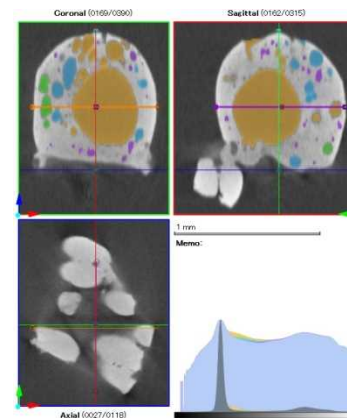 Coronal (0169/0390)
Sagittal (0162/0315)
1 mm
Memo:
Axial (0027/0118)